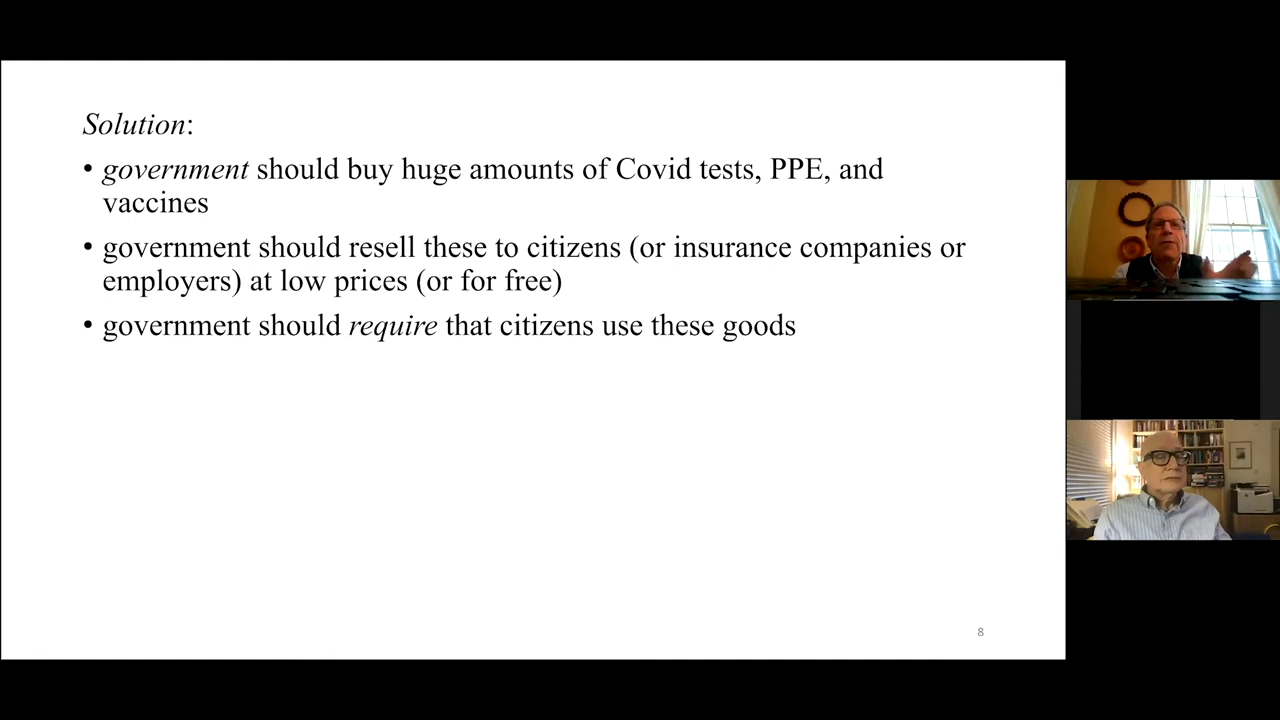 Solution:
• government should buy huge amounts of Covid tests, PPE, and
vaccines
• government should resell these to citizens (or insurance companies or
employers) at low prices (or for free)
• government should require that citizens use these goods
8